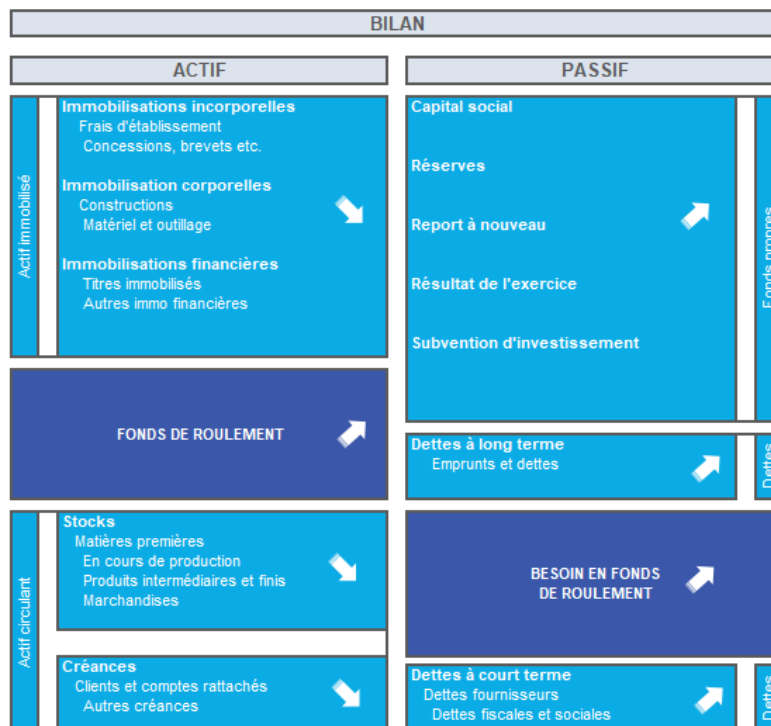 BILAN
ACTIF
PASSIF
Actif immobilisé
Immobilisations incorporelles
Frais d'établissement
Concessions, brevets etc.
Immobilisation corporelles
Constructions
Matériel et outillage
Immobilisations financières
Titres immobilisés
Autres immo financières
Capital social
Réserves
Report à nouveau
Résultat de l'exercice
Subvention d'investissement
Fonds propres
FONDS DE ROULEMENT
Dettes à long terme
Emprunts et dettes
Dettes
Actif circulant
Stocks
Matières premières
En cours de production
Produits intermédiaires et finis
Marchandises
BESOIN EN FONDS
DE ROULEMENT
Créances
Clients et comptes rattachés
Autres créances
Dettes à court terme
Dettes fournisseurs
Dettes fiscales et sociales
Dettes